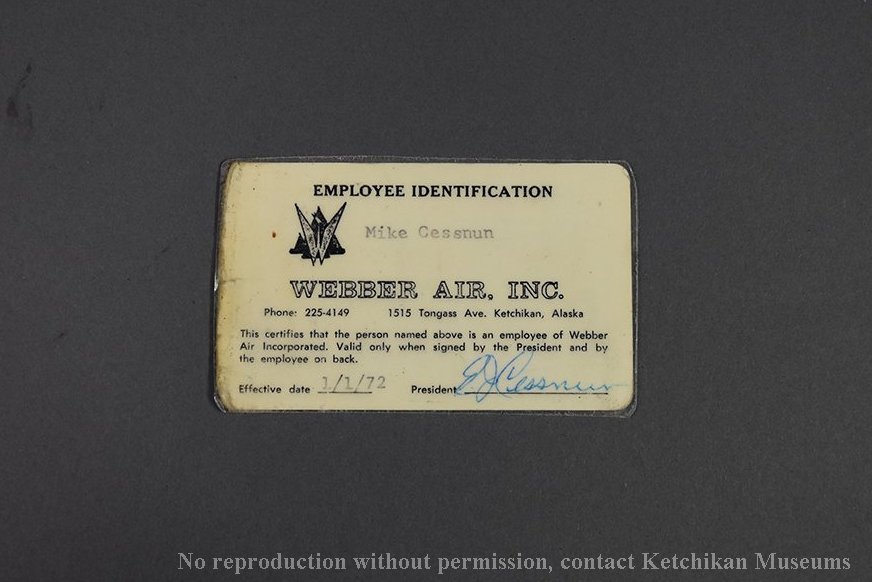 EMPLOYEE IDENTIFICATION
Mike Cessnun
WEBBER AIR, INC.
Phone: 225-4149 1515 Tongass Ave. Ketchikan, Alaska
This certifies that the person named above is an employee of Webber
Air Incorporated. Valid only when signed by the President and by
the employee on back.
Effective date 1/1/72 President EJ Cessnun
No reproduction without permission, contact Ketchikan Museums